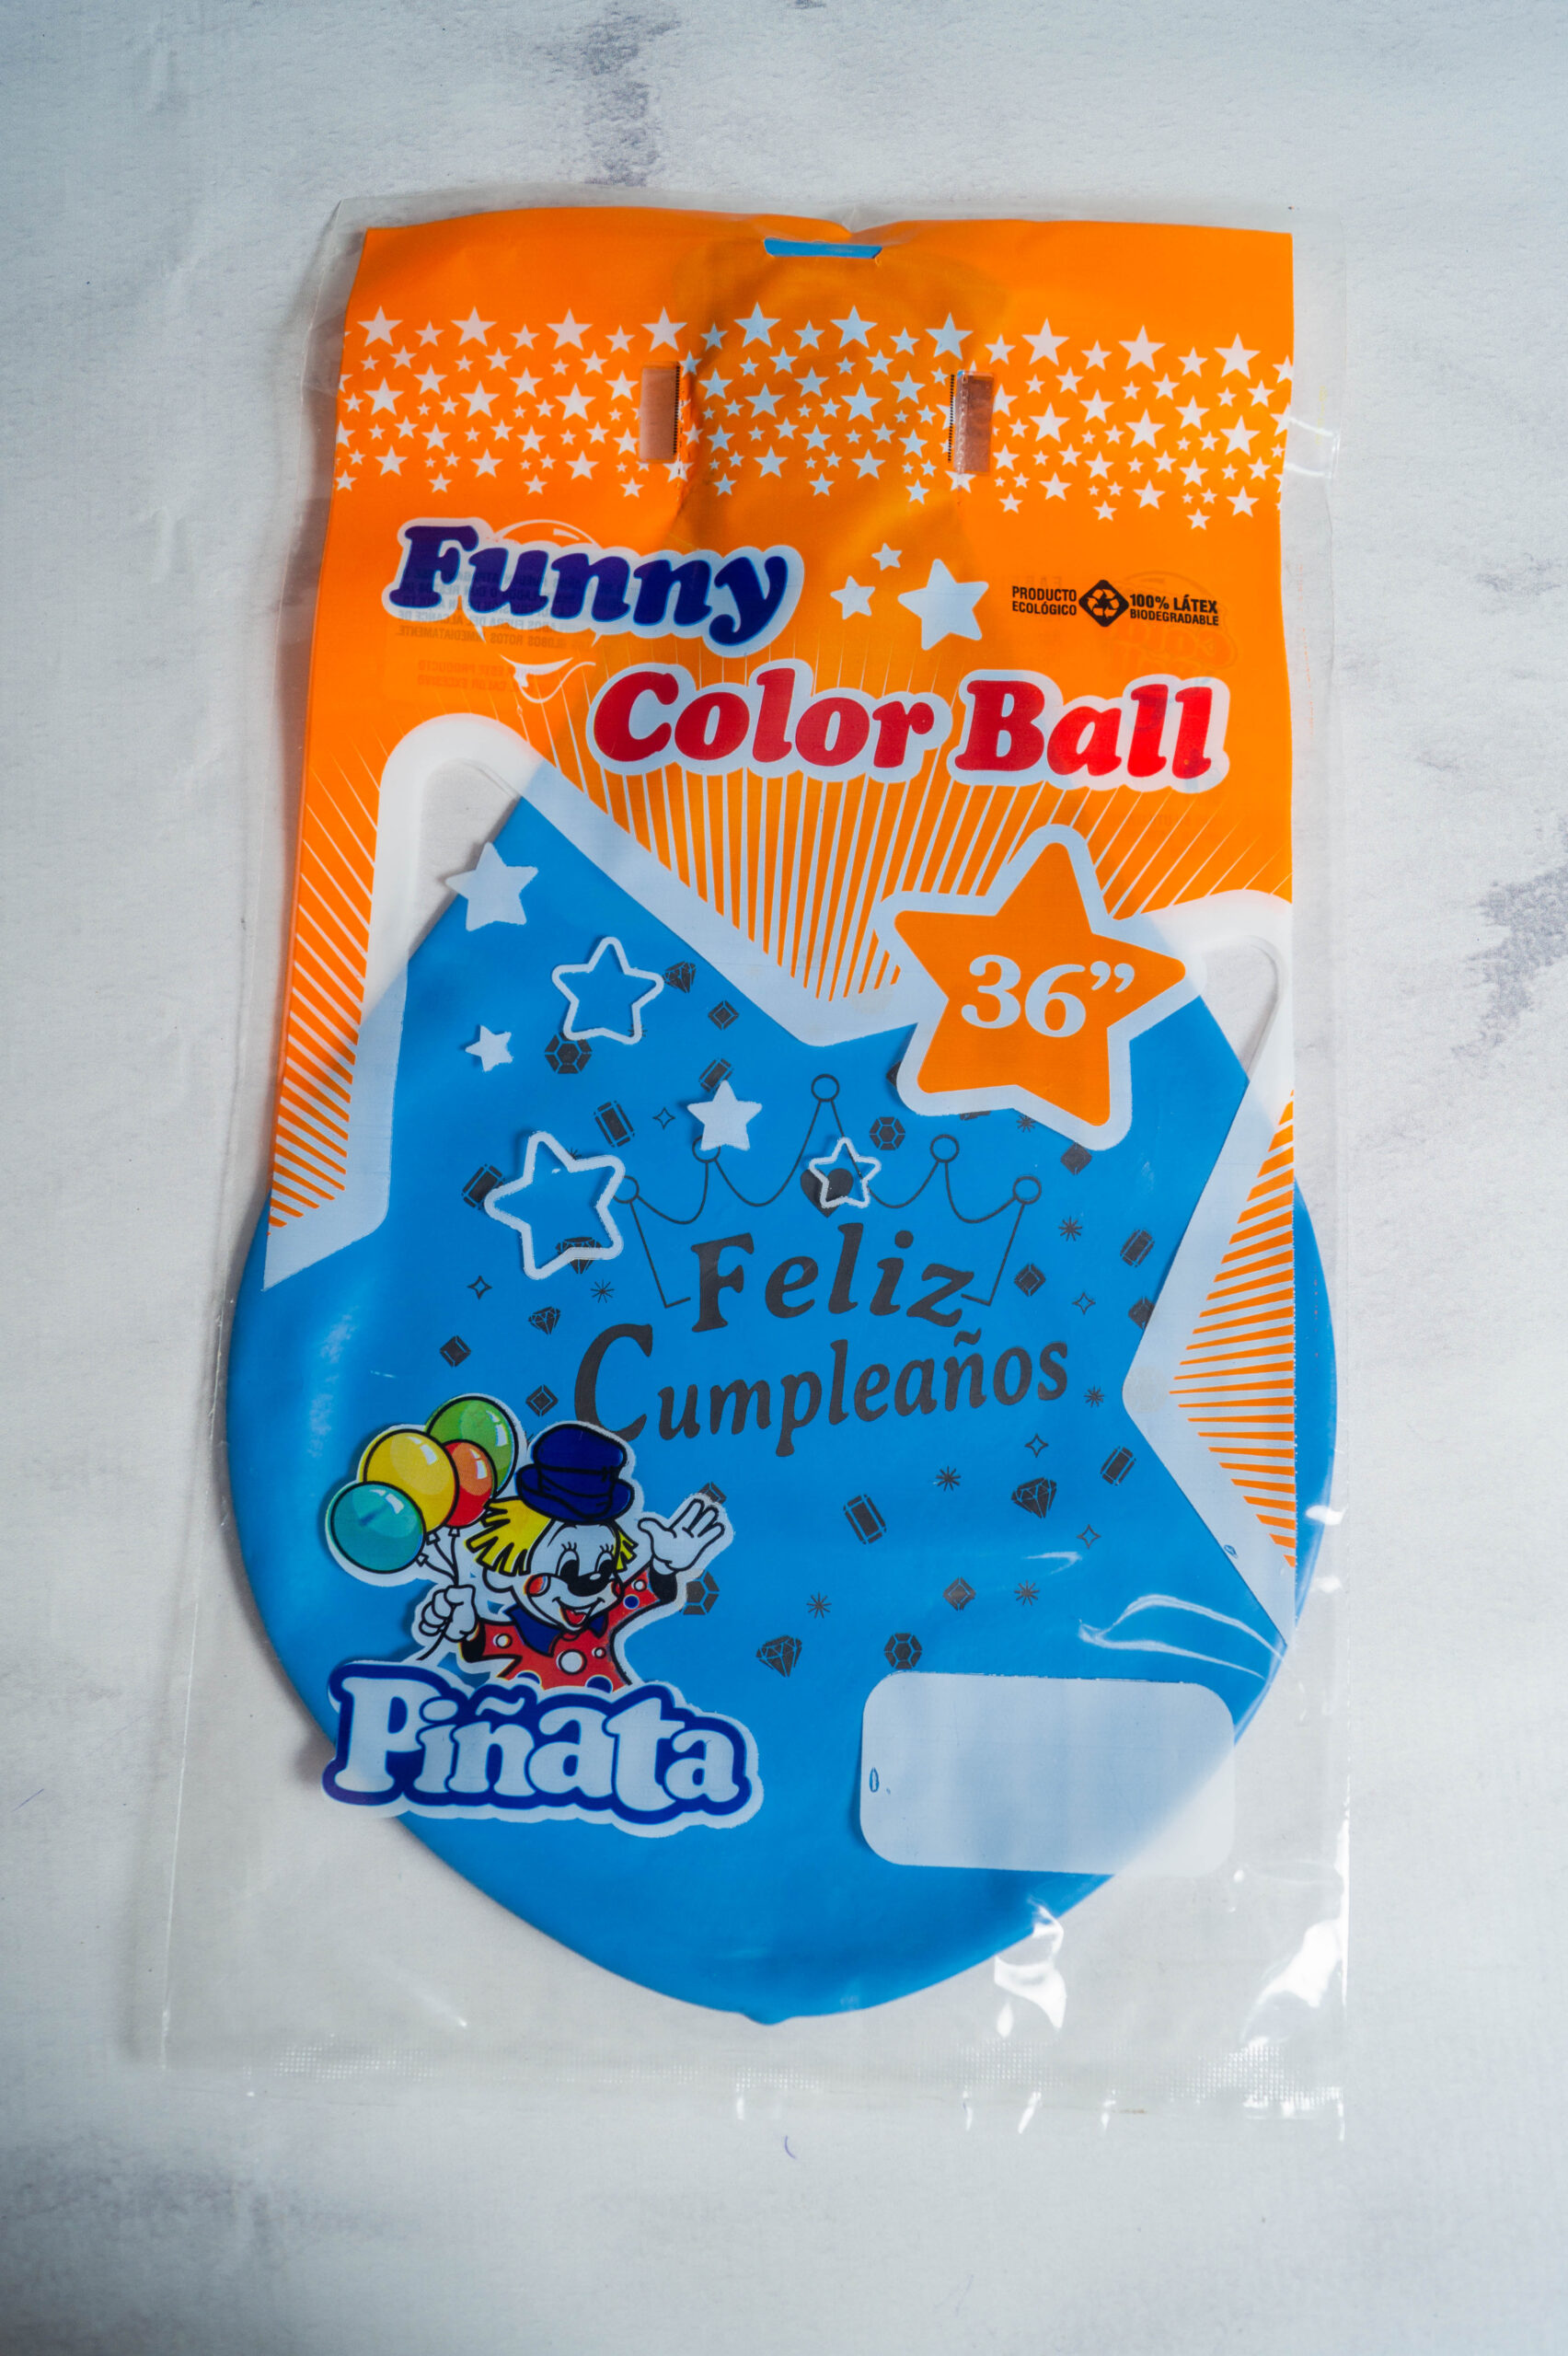 Funny
Color Ball
PRODUCTO
ECOLÓGICO
100% LÁTEX
BIODEGRADABLE
36”
Feliz
Cumpleaños
Piñata